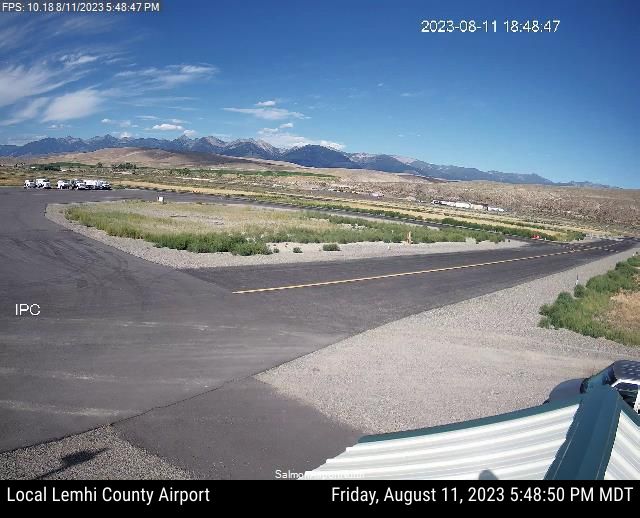 FPS: 10.18 8/11/2023 5:48:47 PM
2023-08-11 18:48:47
IPC
Local Lemhi County Airport
Friday, August 11, 2023 5:48:50 PM MDT